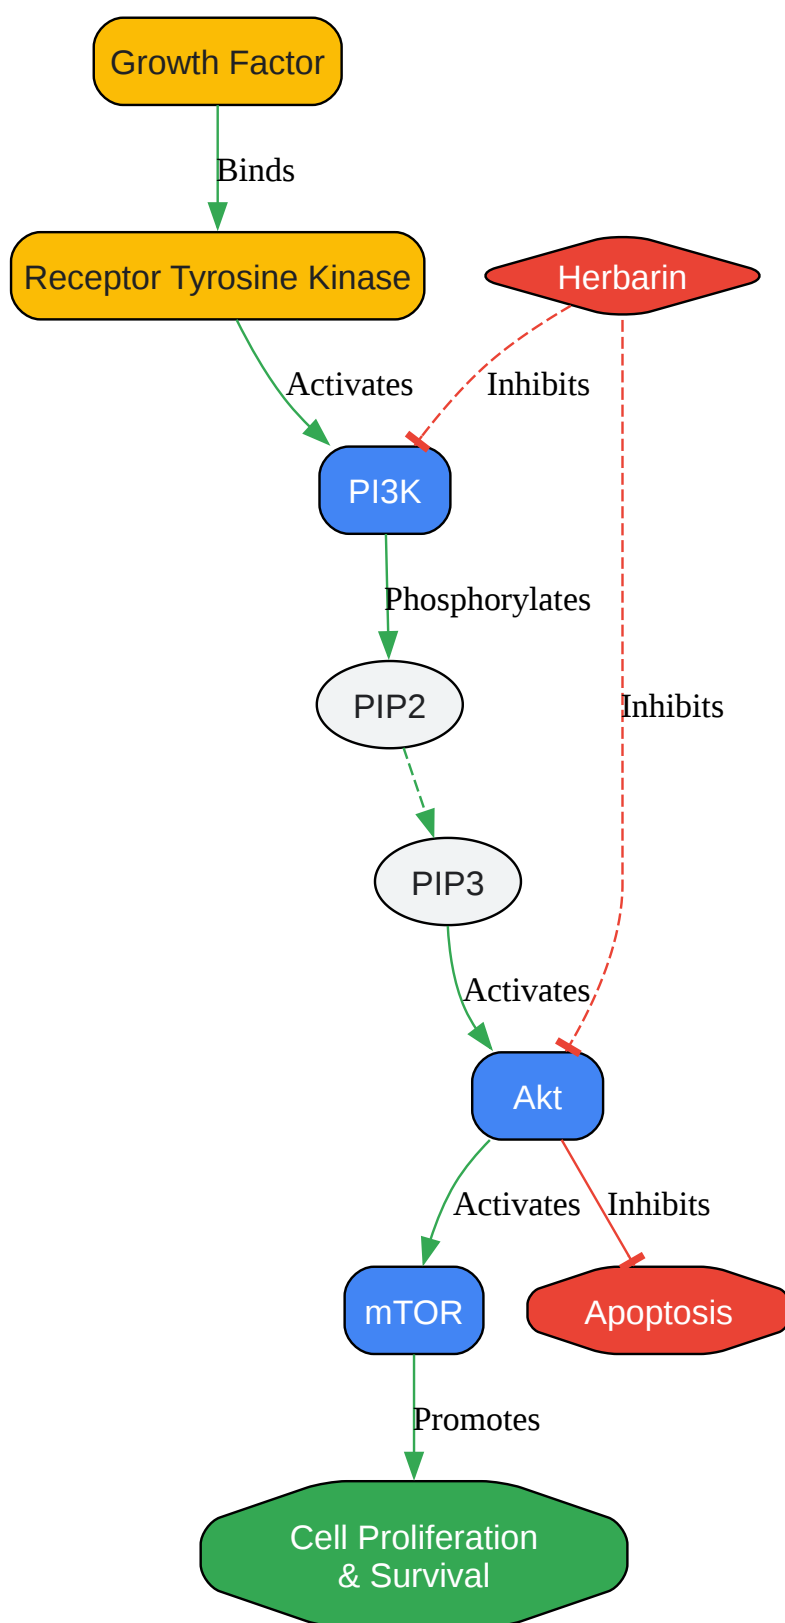 Growth Factor
Binds
Receptor Tyrosine Kinase
Herbarin
Activates
Inhibits
PI3K
Phosphorylates
PIP2
Inhibits
PIP3
Activates
Akt
Activates
Inhibits
mTOR
Apoptosis
Promotes
Cell Proliferation
& Survival